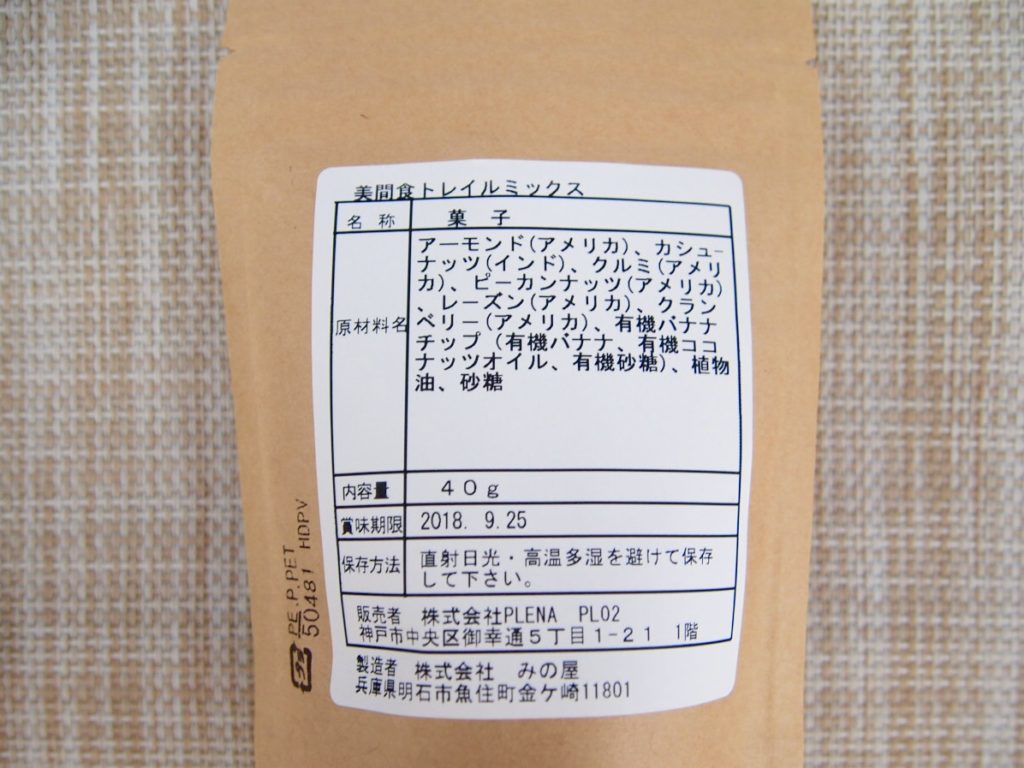 美間食トレイルミックス
名 称 菓 子
原材料名 アーモンド(アメリカ)、カシュー
ナッツ(インド)、クルミ(アメリ
カ)、ピーカンナッツ(アメリカ)
、レーズン(アメリカ)、クラン
ベリー(アメリカ)、有機バナナ
チップ(有機バナナ、有機ココ
ナッツオイル、有機砂糖)、植物
油、砂糖
内容量 40g
賞味期限 2018. 9.25
保存方法 直射日光・高温多湿を避けて保存
して下さい。
販売者 株式会社PLENA PL02
神戸市中央区御幸通5丁目1-21 1階
製造者 株式会社 みの屋
兵庫県明石市魚住町金ケ崎11801
PE.P.PET
50481 HDPV